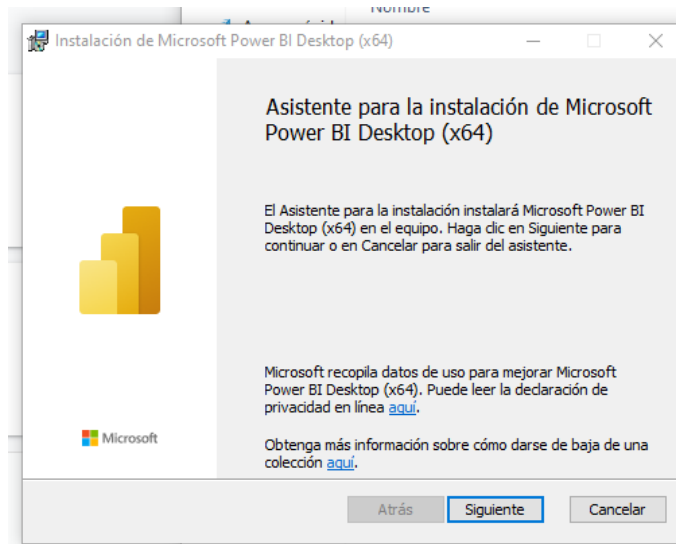 Nombre
Instalación de Microsoft Power BI Desktop (x64)
Asistente para la instalación de Microsoft
Power BI Desktop (x64)
El Asistente para la instalación instalará Microsoft Power BI
Desktop (x64) en el equipo. Haga clic en Siguiente para
continuar o en Cancelar para salir del asistente.
Microsoft recopila datos de uso para mejorar Microsoft
Power BI Desktop (x64). Puede leer la declaración de
privacidad en línea aquí.
Microsoft
Obtenga más información sobre cómo darse de baja de una
colección aquí.
Atrás
Siguiente
Cancelar